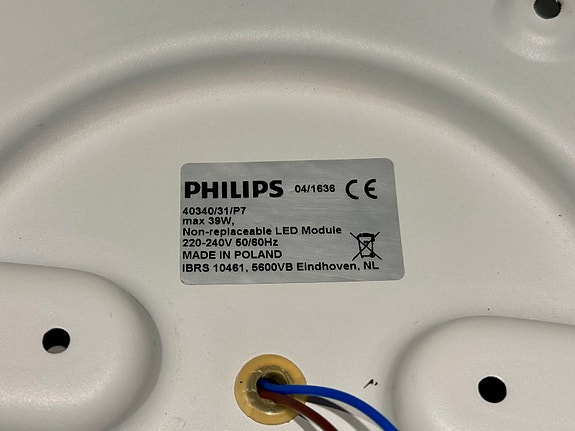 PHILIPS 04/1636 CE
40340/31/P7
max 39W,
Non-replaceable LED Module
220-240V 50/60Hz
MADE IN POLAND
IBRS 10461, 5600VB Eindhoven, NL